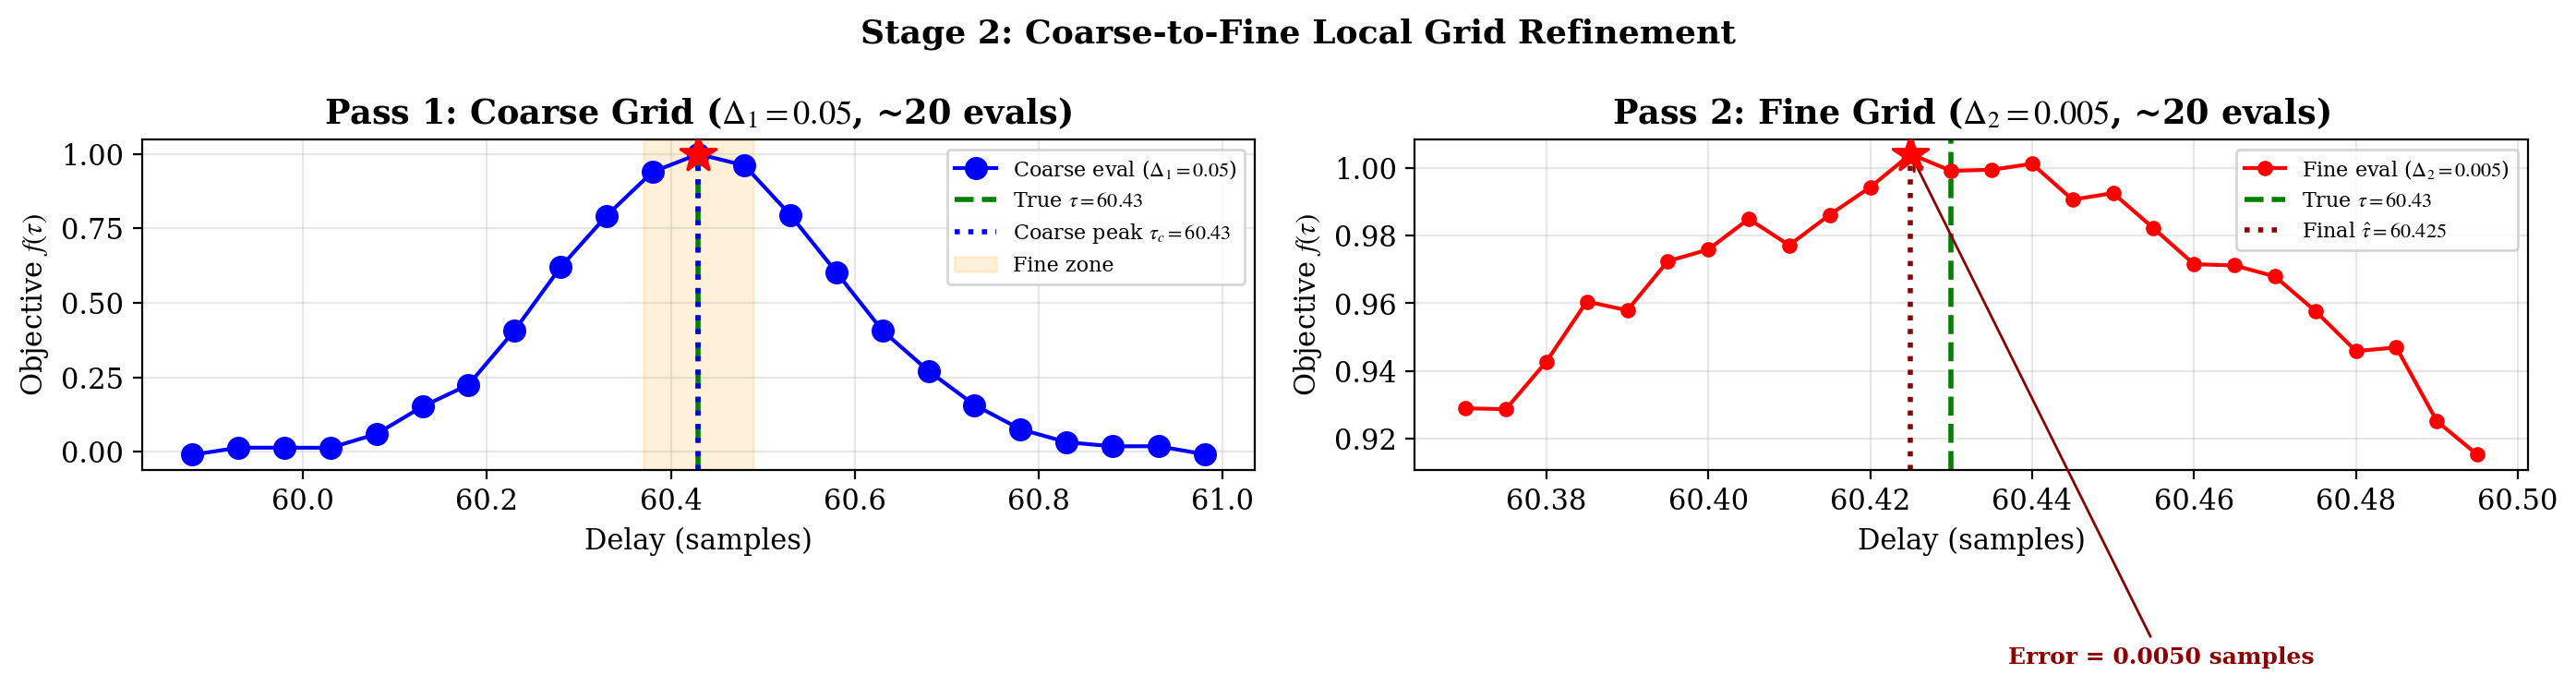 Stage 2: Coarse-to-Fine Local Grid Refinement
Pass 1: Coarse Grid (Δ₁ = 0.05, ~20 evals)
Objective f(τ)
1.00
0.75
0.50
0.25
0.00
60.0 60.2 60.4 60.6 60.8 61.0
Delay (samples)
Coarse eval (Δ₁ = 0.05)
True τ = 60.43
Coarse peak τ_c = 60.43
Fine zone
Pass 2: Fine Grid (Δ₂ = 0.005, ~20 evals)
Objective f(τ)
1.00
0.98
0.96
0.94
0.92
60.38 60.40 60.42 60.44 60.46 60.48 60.50
Delay (samples)
Fine eval (Δ₂ = 0.005)
True τ = 60.43
Final τ̂ = 60.425
Error = 0.0050 samples